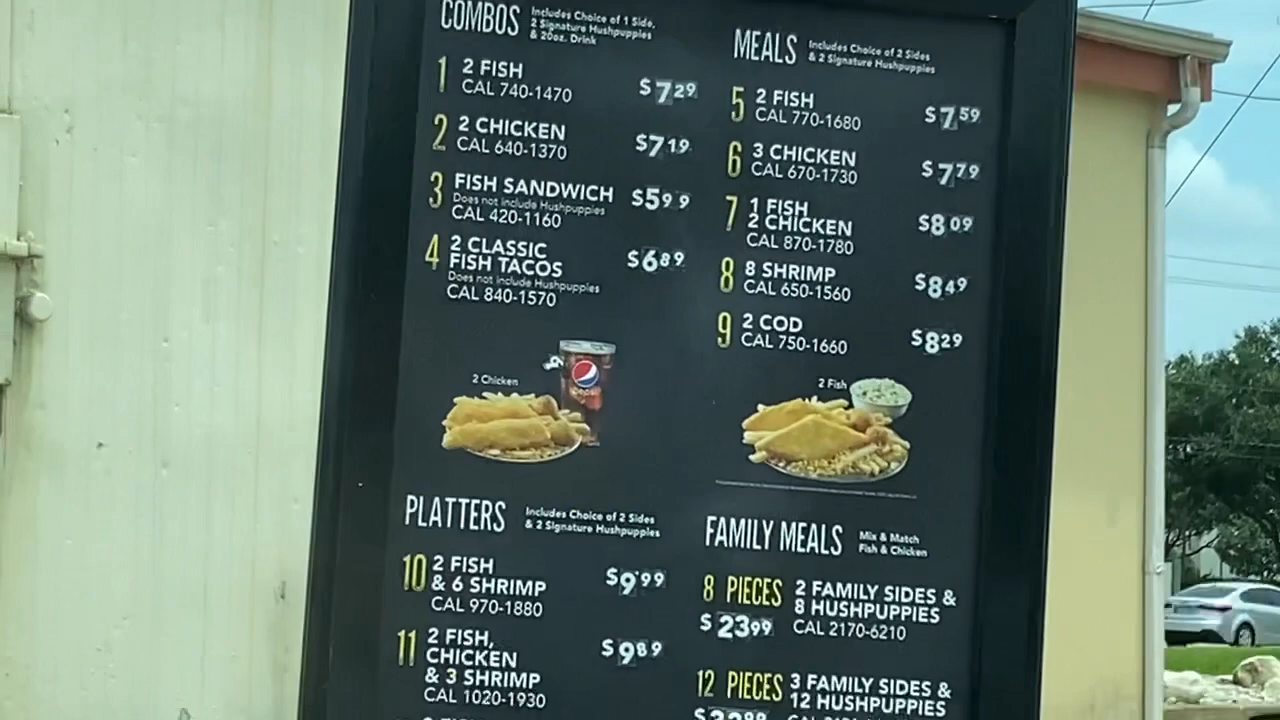 COMBOS
Includes Choice of 1 Side,
2 Signature Hushpuppies
& 20oz. Drink
1 2 FISH $7.29
CAL 740-1470
2 2 CHICKEN $7.19
CAL 640-1370
3 FISH SANDWICH $5.99
Does not include Hushpuppies
CAL 420-1160
4 2 CLASSIC
FISH TACOS $6.89
Does not include Hushpuppies
CAL 840-1570
2 Chicken
pepsi
MEALS
Includes Choice of 2 Sides
& 2 Signature Hushpuppies
5 2 FISH $7.59
CAL 770-1680
6 3 CHICKEN $7.79
CAL 670-1730
7 1 FISH
2 CHICKEN $8.09
CAL 870-1780
8 8 SHRIMP $8.49
CAL 650-1560
9 2 COD $8.29
CAL 750-1660
2 Fish
PLATTERS
Includes Choice of 2 Sides
& 2 Signature Hushpuppies
10 2 FISH
& 6 SHRIMP $9.99
CAL 970-1880
11 2 FISH,
CHICKEN
& 3 SHRIMP $9.89
CAL 1020-1930
FAMILY MEALS
Mix & Match
Fish & Chicken
8 PIECES 2 FAMILY SIDES &
8 HUSHPUPPIES
$23.99 CAL 2170-6210
12 PIECES 3 FAMILY SIDES &
12 HUSHPUPPIES